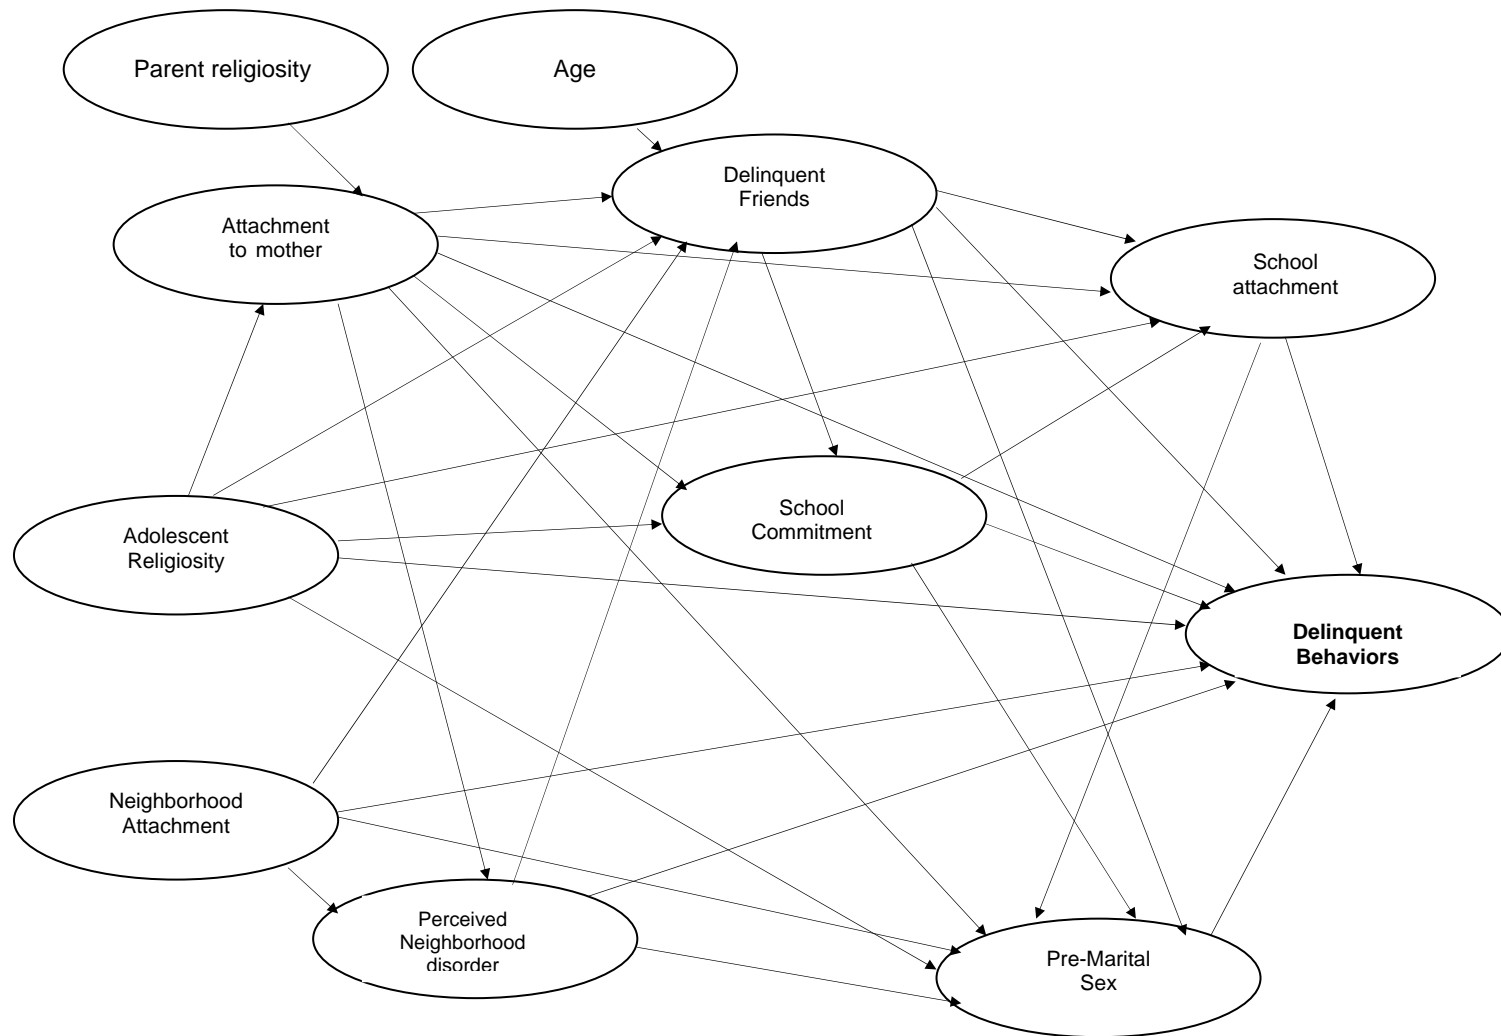 Parent religiosity
Age
Delinquent
Friends
Attachment
to mother
School
attachment
School
Commitment
Adolescent
Religiosity
Delinquent
Behaviors
Neighborhood
Attachment
Perceived
Neighborhood
disorder
Pre-Marital
Sex